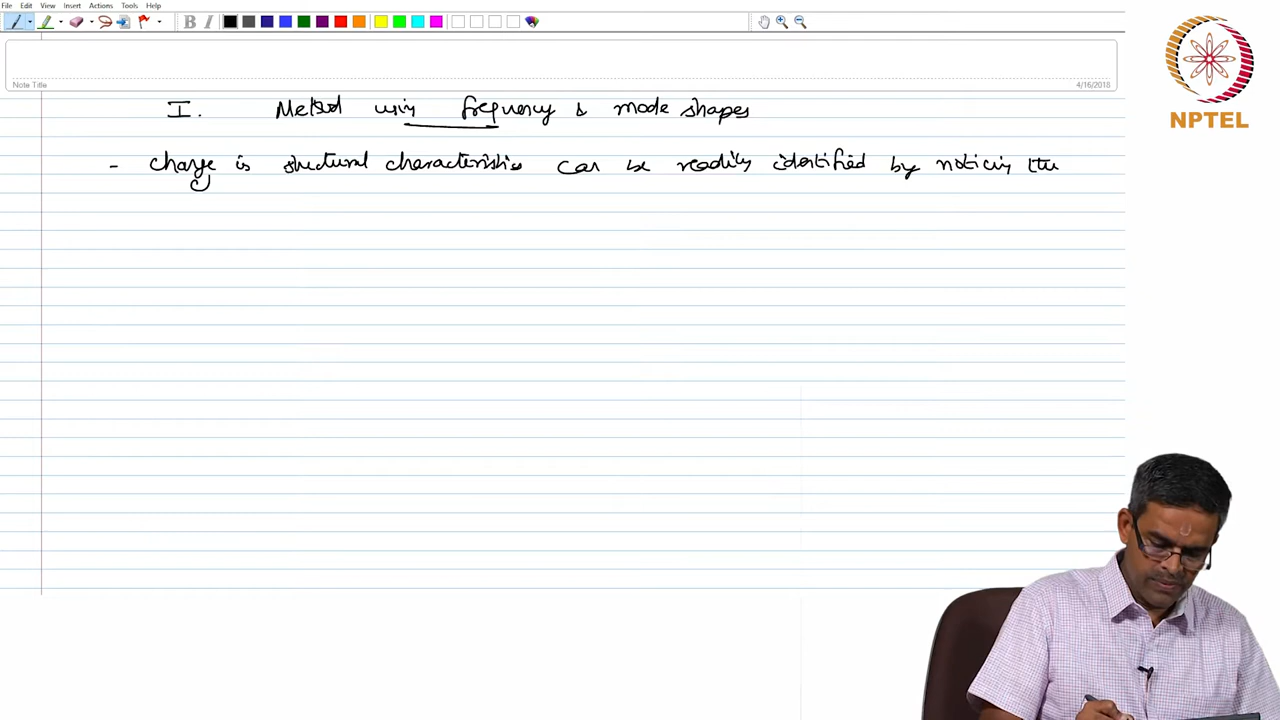 File Edit View Insert Actions Tools Help
B I
Note Title
4/16/2018
NPTEL
I. Method using frequency & mode shapes
- Change is structural characteristics can be readily identified by noticing the